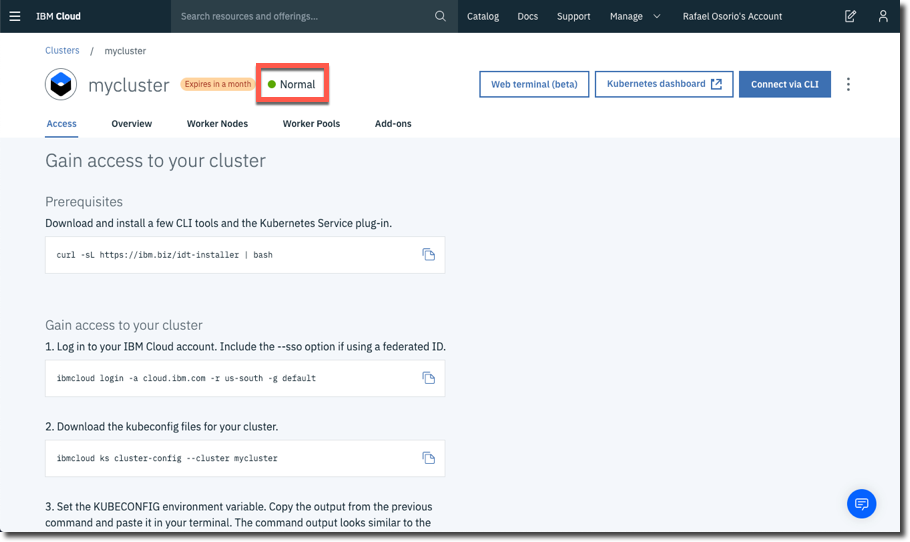 IBM Cloud
Search resources and offerings...
Catalog Docs Support Manage Rafael Osorio's Account
Clusters / mycluster
mycluster Expires in a month Normal
Web terminal (beta) Kubernetes dashboard Connect via CLI
Access Overview Worker Nodes Worker Pools Add-ons
Gain access to your cluster
Prerequisites
Download and install a few CLI tools and the Kubernetes Service plug-in.
curl -sL https://ibm.biz/idt-installer | bash
Gain access to your cluster
1. Log in to your IBM Cloud account. Include the --sso option if using a federated ID.
ibmcloud login -a cloud.ibm.com -r us-south -g default
2. Download the kubeconfig files for your cluster.
ibmcloud ks cluster-config --cluster mycluster
3. Set the KUBECONFIG environment variable. Copy the output from the previous
command and paste it in your terminal. The command output looks similar to the